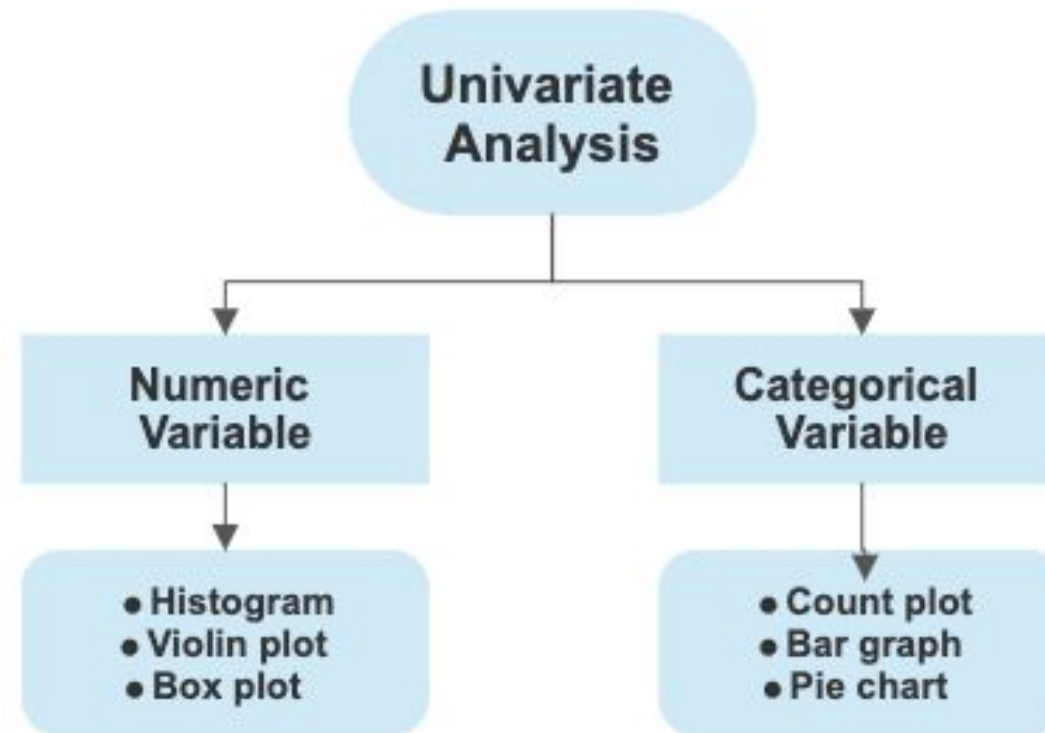 Univariate
Analysis
Numeric
Variable
Categorical
Variable
● Histogram
● Violin plot
● Box plot
● Count plot
● Bar graph
● Pie chart